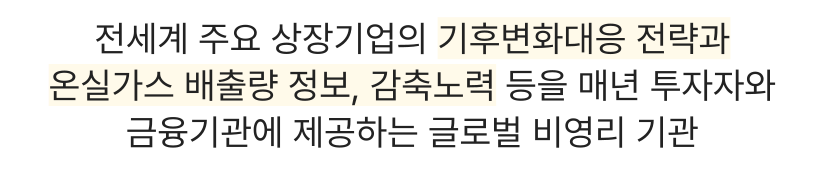 전세계 주요 상장기업의 기후변화대응 전략과
온실가스 배출량 정보, 감축노력 등을 매년 투자자와
금융기관에 제공하는 글로벌 비영리 기관